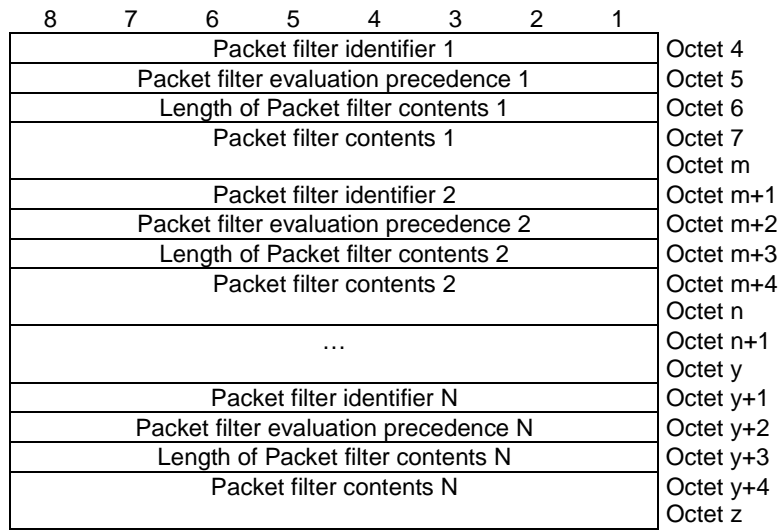 8 7 6 5 4 3 2 1
Packet filter identifier 1 Octet 4
Packet filter evaluation precedence 1 Octet 5
Length of Packet filter contents 1 Octet 6
Packet filter contents 1 Octet 7
Octet m
Packet filter identifier 2 Octet m+1
Packet filter evaluation precedence 2 Octet m+2
Length of Packet filter contents 2 Octet m+3
Packet filter contents 2 Octet m+4
Octet n
… Octet n+1
Octet y
Packet filter identifier N Octet y+1
Packet filter evaluation precedence N Octet y+2
Length of Packet filter contents N Octet y+3
Packet filter contents N Octet y+4
Octet z